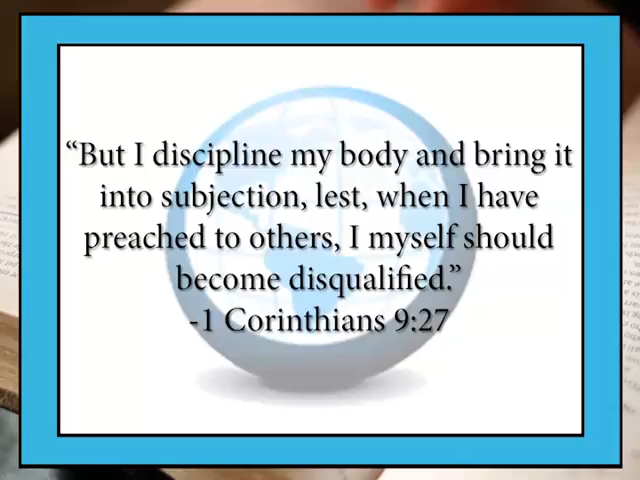 “But I discipline my body and bring it
into subjection, lest, when I have
preached to others, I myself should
become disqualified.”
-1 Corinthians 9:27